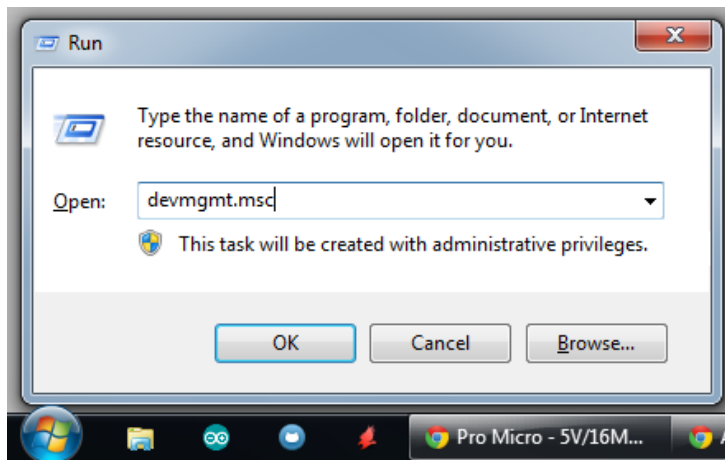 Run
Type the name of a program, folder, document, or Internet
resource, and Windows will open it for you.
Open:
devmgmt.msc
This task will be created with administrative privileges.
OK
Cancel
Browse...
Pro Micro - 5V/16M...